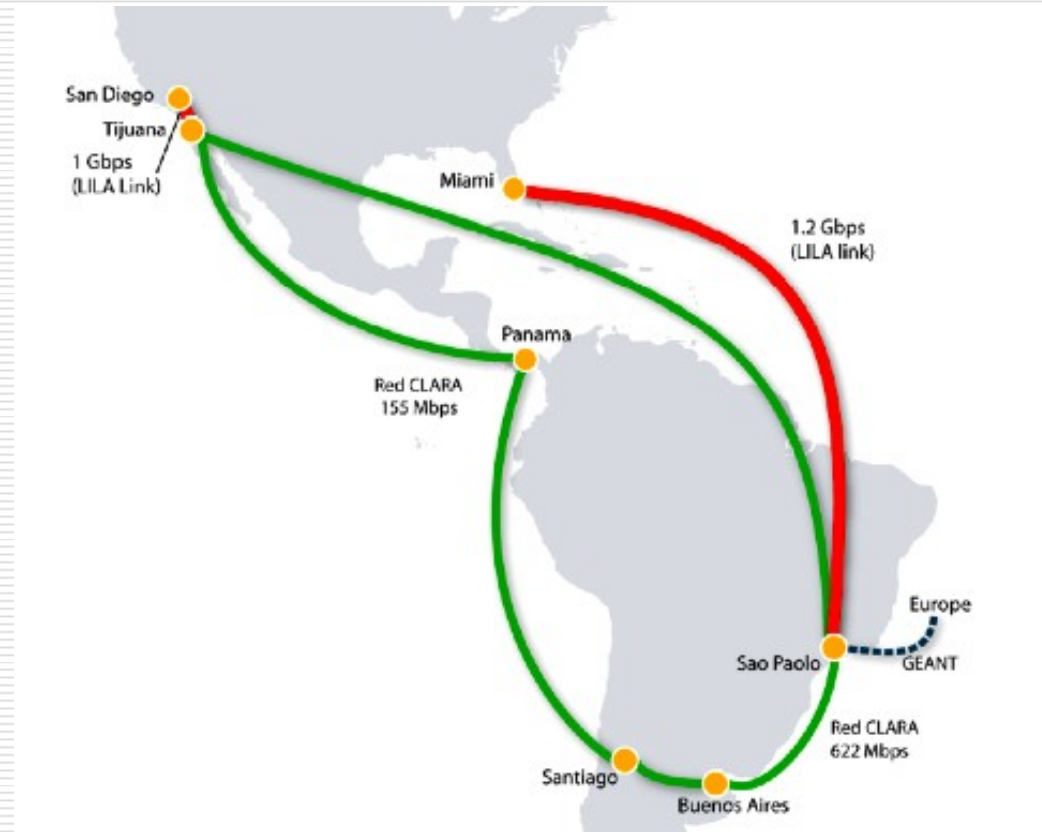 San Diego
Tijuana
1 Gbps
(LILA Link)
Miami
1.2 Gbps
(LILA link)
Panama
Red CLARA
155 Mbps
Europe
Sao Paolo
GEANT
Red CLARA
622 Mbps
Santiago
Buenos Aires